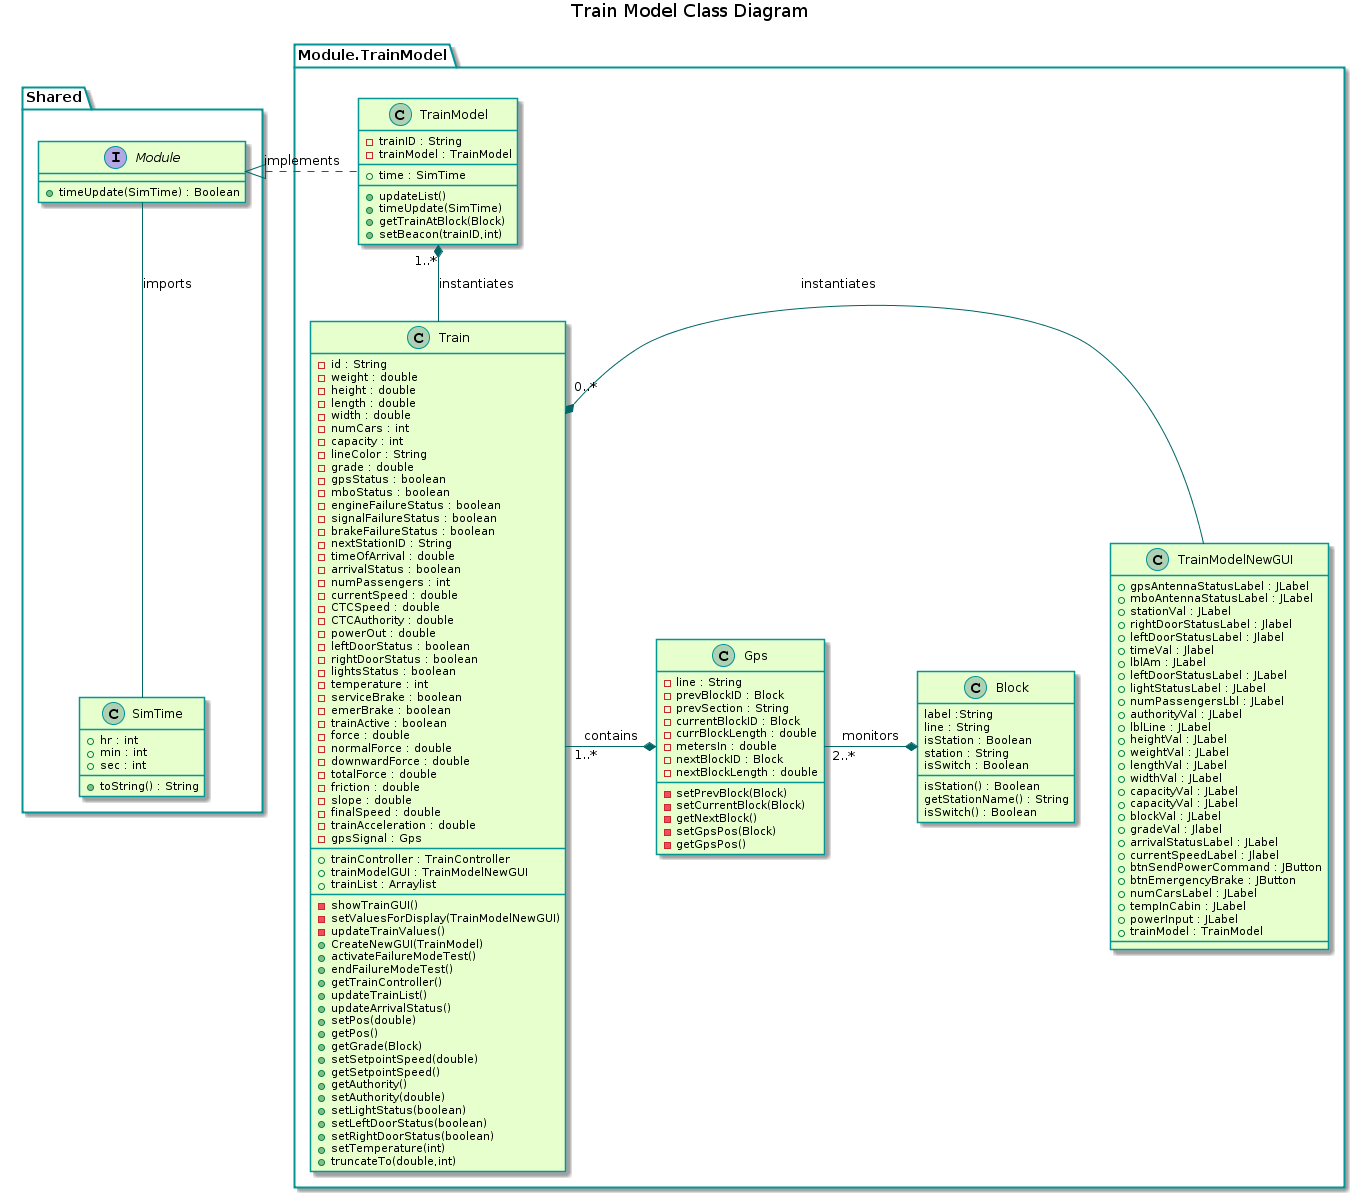 Train Model Class Diagram
Module.TrainModel
Shared
I Module
timeUpdate(SimTime) : Boolean
implements
C TrainModel
trainID : String
trainModel : TrainModel
time : SimTime
updateList()
timeUpdate(SimTime)
getTrainAtBlock(Block)
setBeacon(trainID,int)
1..*
instantiates
imports
C SimTime
hr : int
min : int
sec : int
toString() : String
C Train
id : String
weight : double
height : double
length : double
width : double
numCars : int
capacity : int
lineColor : String
grade : double
gpsStatus : boolean
mboStatus : boolean
engineFailureStatus : boolean
signalFailureStatus : boolean
brakeFailureStatus : boolean
nextStationID : String
timeOfArrival : double
arrivalStatus : boolean
numPassengers : int
currentSpeed : double
CTCSpeed : double
CTCAuthority : double
powerOut : double
leftDoorStatus : boolean
rightDoorStatus : boolean
lightsStatus : boolean
temperature : int
serviceBrake : boolean
emerBrake : boolean
trainActive : boolean
force : double
normalForce : double
downwardForce : double
totalForce : double
friction : double
slope : double
finalSpeed : double
trainAcceleration : double
gpsSignal : Gps
trainController : TrainController
trainModelGUI : TrainModelNewGUI
trainList : Arraylist
showTrainGUI()
setValuesForDisplay(TrainModelNewGUI)
updateTrainValues()
CreateNewGUI(TrainModel)
activateFailureModeTest()
endFailureModeTest()
getTrainController()
updateTrainList()
updateArrivalStatus()
setPos(double)
getPos()
getGrade(Block)
setSetpointSpeed(double)
getSetpointSpeed()
getAuthority()
setAuthority(double)
setLightStatus(boolean)
setLeftDoorStatus(boolean)
setRightDoorStatus(boolean)
setTemperature(int)
truncateTo(double,int)
instantiates
0..*
contains
1..*
C Gps
line : String
prevBlockID : Block
prevSection : String
currentBlockID : Block
currBlockLength : double
metersIn : double
nextBlockID : Block
nextBlockLength : double
setPrevBlock(Block)
setCurrentBlock(Block)
getNextBlock()
setGpsPos(Block)
getGpsPos()
monitors
2..*
C Block
label :String
line : String
isStation : Boolean
station : String
isSwitch : Boolean
isStation() : Boolean
getStationName() : String
isSwitch() : Boolean
C TrainModelNewGUI
gpsAntennaStatusLabel : JLabel
mboAntennaStatusLabel : JLabel
stationVal : JLabel
rightDoorStatusLabel : Jlabel
leftDoorStatusLabel : Jlabel
timeVal : Jlabel
lblAm : JLabel
leftDoorStatusLabel : JLabel
lightStatusLabel : JLabel
numPassengersLbl : JLabel
authorityVal : JLabel
lblLine : JLabel
heightVal : JLabel
weightVal : JLabel
lengthVal : JLabel
widthVal : JLabel
capacityVal : JLabel
capacityVal : JLabel
blockVal : JLabel
gradeVal : Jlabel
arrivalStatusLabel : JLabel
currentSpeedLabel : Jlabel
btnSendPowerCommand : JButton
btnEmergencyBrake : JButton
numCarsLabel : JLabel
tempInCabin : JLabel
powerInput : JLabel
trainModel : TrainModel